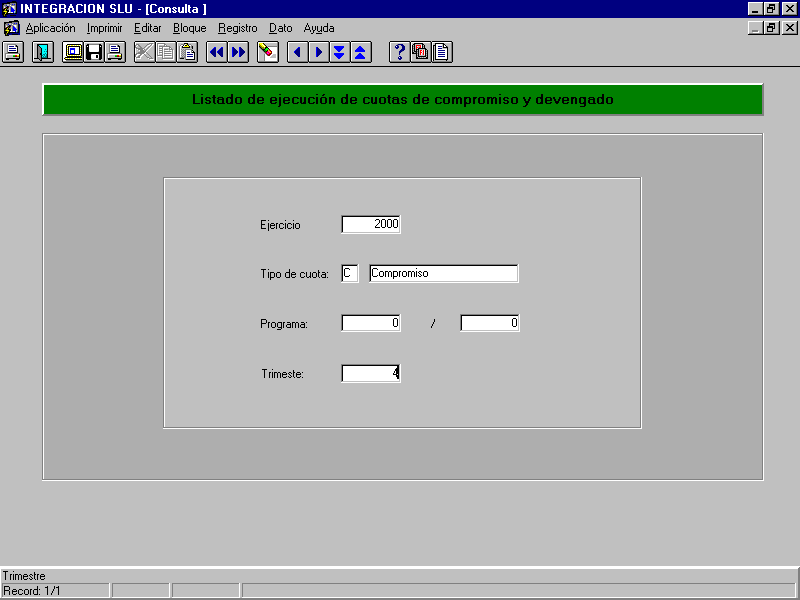 INTEGRACION SLU - [Consulta ]
Aplicación Imprimir Editar Bloque Registro Dato Ayuda
Listado de ejecución de cuotas de compromiso y devengado
Ejercicio 2000
Tipo de cuota: C Compromiso
Programa: 0 / 0
Trimeste: 4
Trimestre
Record: 1/1